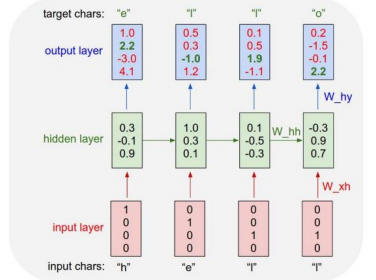 target chars: “e” “l” “l” “o”
1.0 0.5 0.1 0.2
2.2 0.3 0.5 -1.5
output layer -3.0 -1.0 1.9 -0.1
4.1 1.2 -1.1 2.2
W_hy
0.3 1.0 0.1 -0.3
hidden layer -0.1 0.3 -0.5 W_hh 0.9
0.9 0.1 -0.3 0.7
W_xh
1 0 0 0
input layer 0 1 0 0
0 0 1 1
0 0 0 0
input chars: “h” “e” “l” “l”